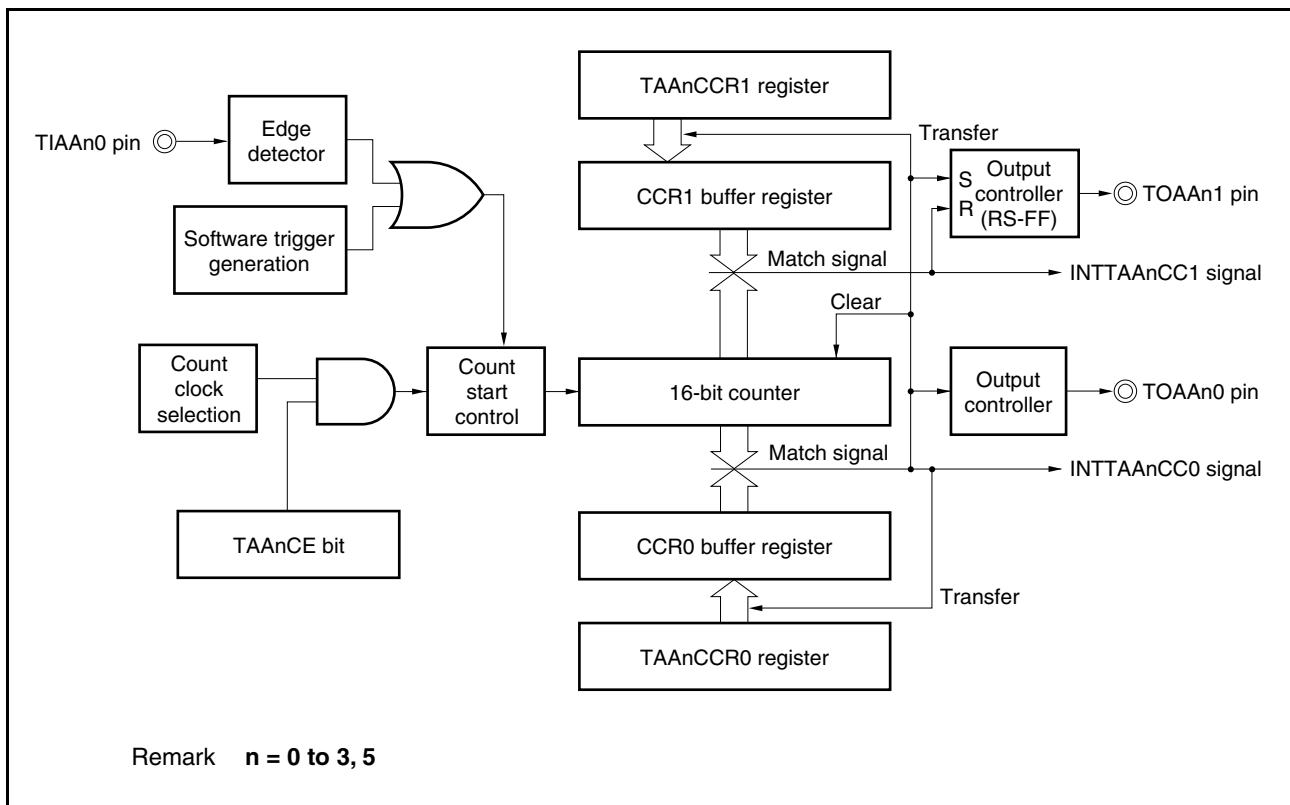 TAAnCCR1 register
TIAAn0 pin
Edge
detector
Transfer
Software trigger
generation
CCR1 buffer register
S
R
Output
controller
(RS-FF)
TOAAn1 pin
Match signal
INTTAAnCC1 signal
Clear
Count
clock
selection
Count
start
control
16-bit counter
Output
controller
TOAAn0 pin
Match signal
INTTAAnCC0 signal
TAAnCE bit
CCR0 buffer register
Transfer
TAAnCCR0 register
Remark n = 0 to 3, 5